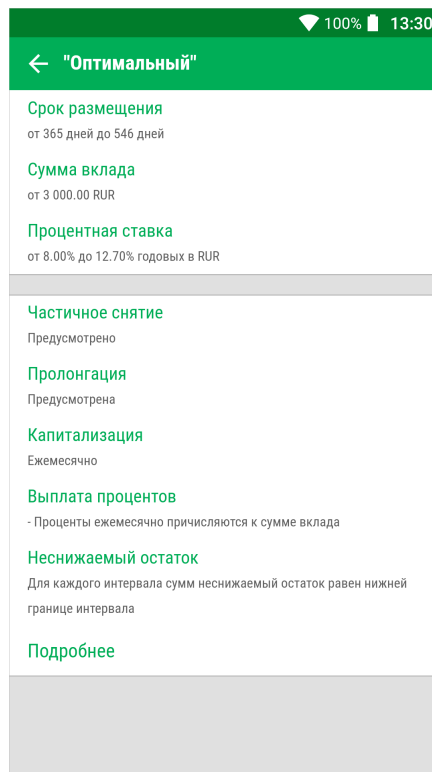 100% 13:30
"Оптимальный"
Срок размещения
от 365 дней до 546 дней
Сумма вклада
от 3 000.00 RUR
Процентная ставка
от 8.00% до 12.70% годовых в RUR
Частичное снятие
Предусмотрено
Пролонгация
Предусмотрена
Капитализация
Ежемесячно
Выплата процентов
- Проценты ежемесячно причисляются к сумме вклада
Неснижаемый остаток
Для каждого интервала сумм неснижаемый остаток равен нижней
границе интервала
Подробнее